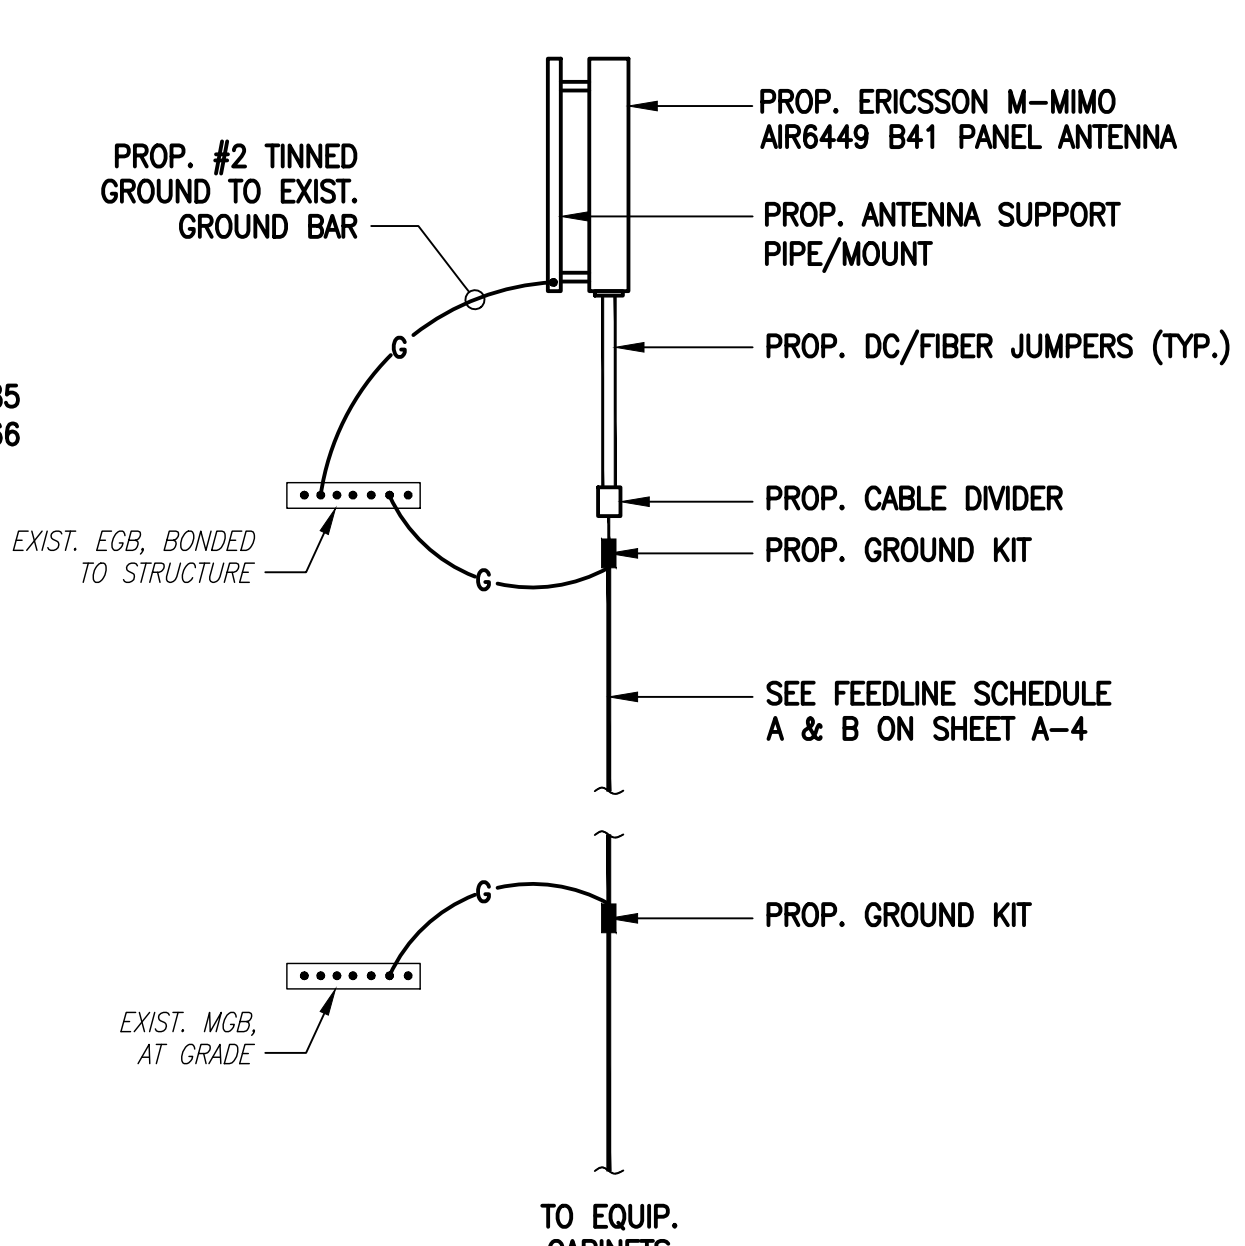 PROP. ERICSSON M-MIMO
AIR6449 B41 PANEL ANTENNA
PROP. #2 TINNED
GROUND TO EXIST.
GROUND BAR
PROP. ANTENNA SUPPORT
PIPE/MOUNT
G
PROP. DC/FIBER JUMPERS (TYP.)
PROP. CABLE DIVIDER
EXIST. EGB, BONDED
TO STRUCTURE
PROP. GROUND KIT
G
SEE FEEDLINE SCHEDULE
A & B ON SHEET A-4
G
PROP. GROUND KIT
EXIST. MGB,
AT GRADE
TO EQUIP.